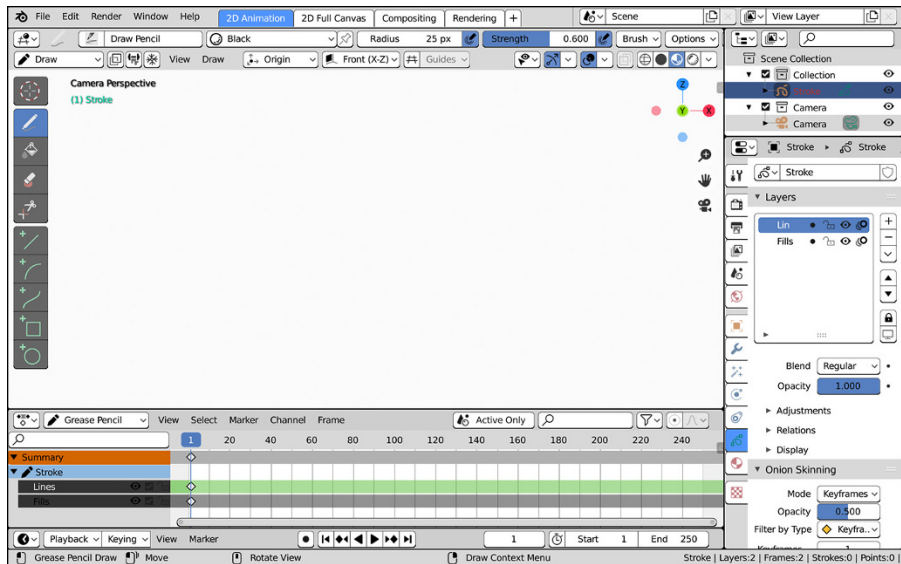 File Edit Render Window Help 2D Animation 2D Full Canvas Compositing Rendering + Scene View Layer
Draw Pencil Black Radius 25 px Strength 0.600 Brush Options
Draw View Draw Origin Front (X-Z) Guides
Scene Collection
Collection
Stroke
Camera
Camera
Camera Perspective
(1) Stroke
Z
Y
X
Stroke Stroke
Stroke
Layers
Lin
Fills
Blend Regular
Opacity 1.000
Adjustments
Relations
Display
Onion Skinning
Mode Keyframes
Opacity 0.500
Filter by Type Keyfra..
Grease Pencil View Select Marker Channel Frame Active Only
1 20 40 60 80 100 120 140 160 180 200 220 240
Summary
Stroke
Lines
Fills
Playback Keying View Marker 1 Start 1 End 250
Grease Pencil Draw Move Rotate View Draw Context Menu Stroke | Layers:2 | Frames:2 | Strokes:0 | Points:0 |